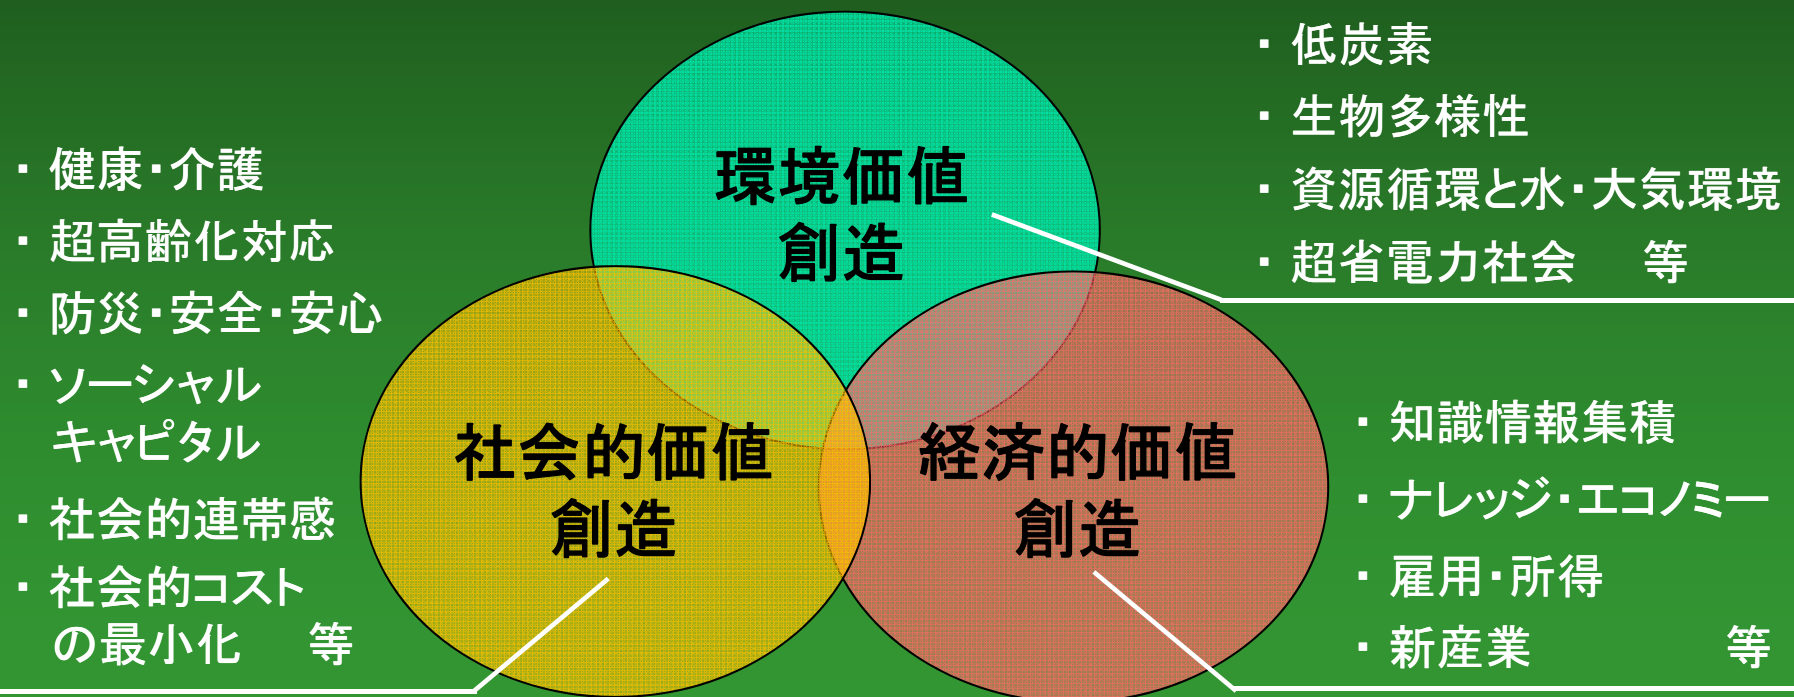 環境価値
創造
・ 低炭素
・ 生物多様性
・ 資源循環と水・大気環境
・ 超省電力社会　等
・ 健康・介護
・ 超高齢化対応
・ 防災・安全・安心
・ ソーシャル
キャピタル
・ 社会的連帯感
・ 社会的コスト
の最小化　等
社会的価値
創造
経済的価値
創造
・ 知識情報集積
・ ナレッジ・エコノミー
・ 雇用・所得
・ 新産業　等